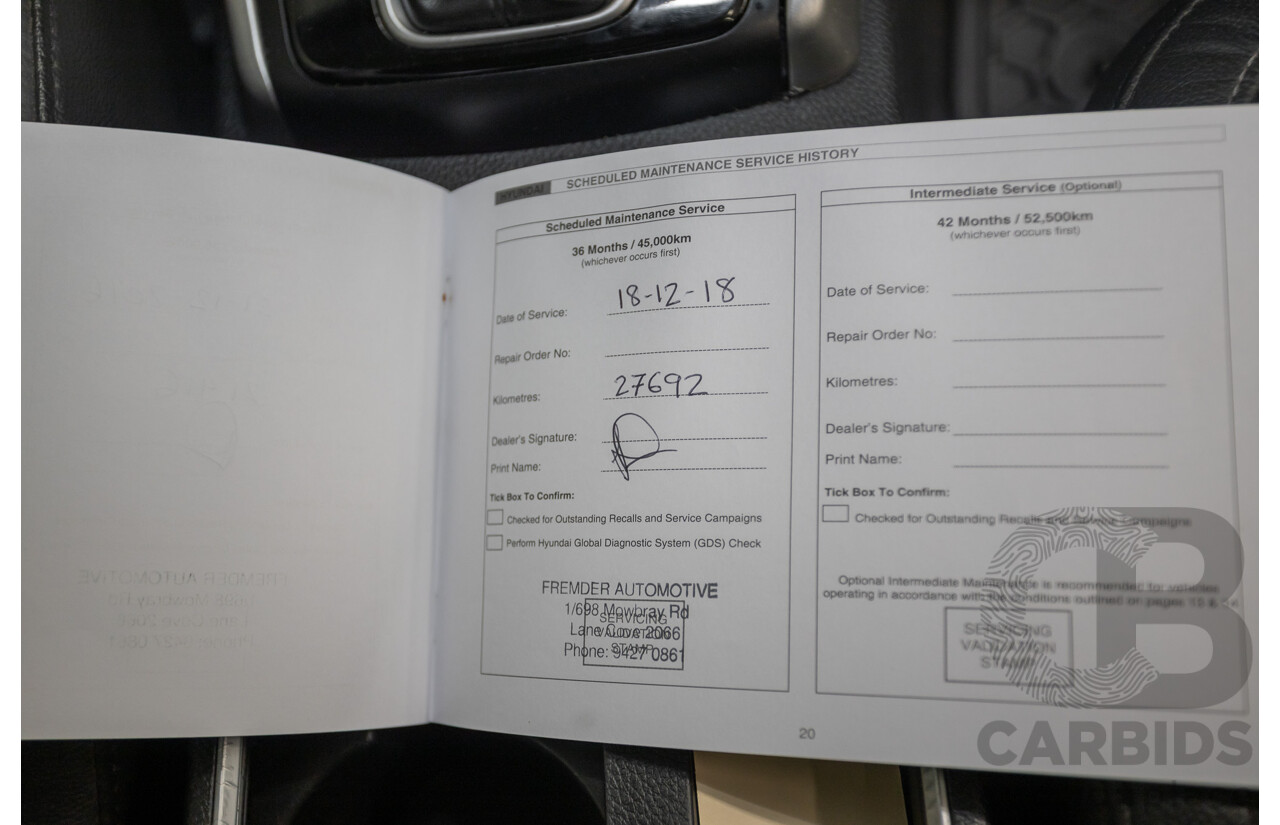 HYUNDAI SCHEDULED MAINTENANCE SERVICE HISTORY
Scheduled Maintenance Service
36 Months / 45,000km
(whichever occurs first)
Date of Service: 18-12-18
Repair Order No:
Kilometres: 27692
Dealer's Signature:
Print Name:
Tick Box To Confirm:
Checked for Outstanding Recalls and Service Campaigns
Perform Hyundai Global Diagnostic System (GDS) Check
FREMDER AUTOMOTIVE
1/698 Mowbray Rd
Lane Cove 2066
Phone: 9427 0861
SERVICING
VALIDATION
STAMP
Intermediate Service (Optional)
42 Months / 52,500km
(whichever occurs first)
Date of Service:
Repair Order No:
Kilometres:
Dealer's Signature:
Print Name:
Tick Box To Confirm:
Checked for Outstanding Recalls and Service Campaigns
Optional Intermediate Maintenance is recommended for vehicles
operating in accordance with the conditions outlined on pages 13 &
SERVICING
VALIDATION
STAMP
20
CB
CARBIDS